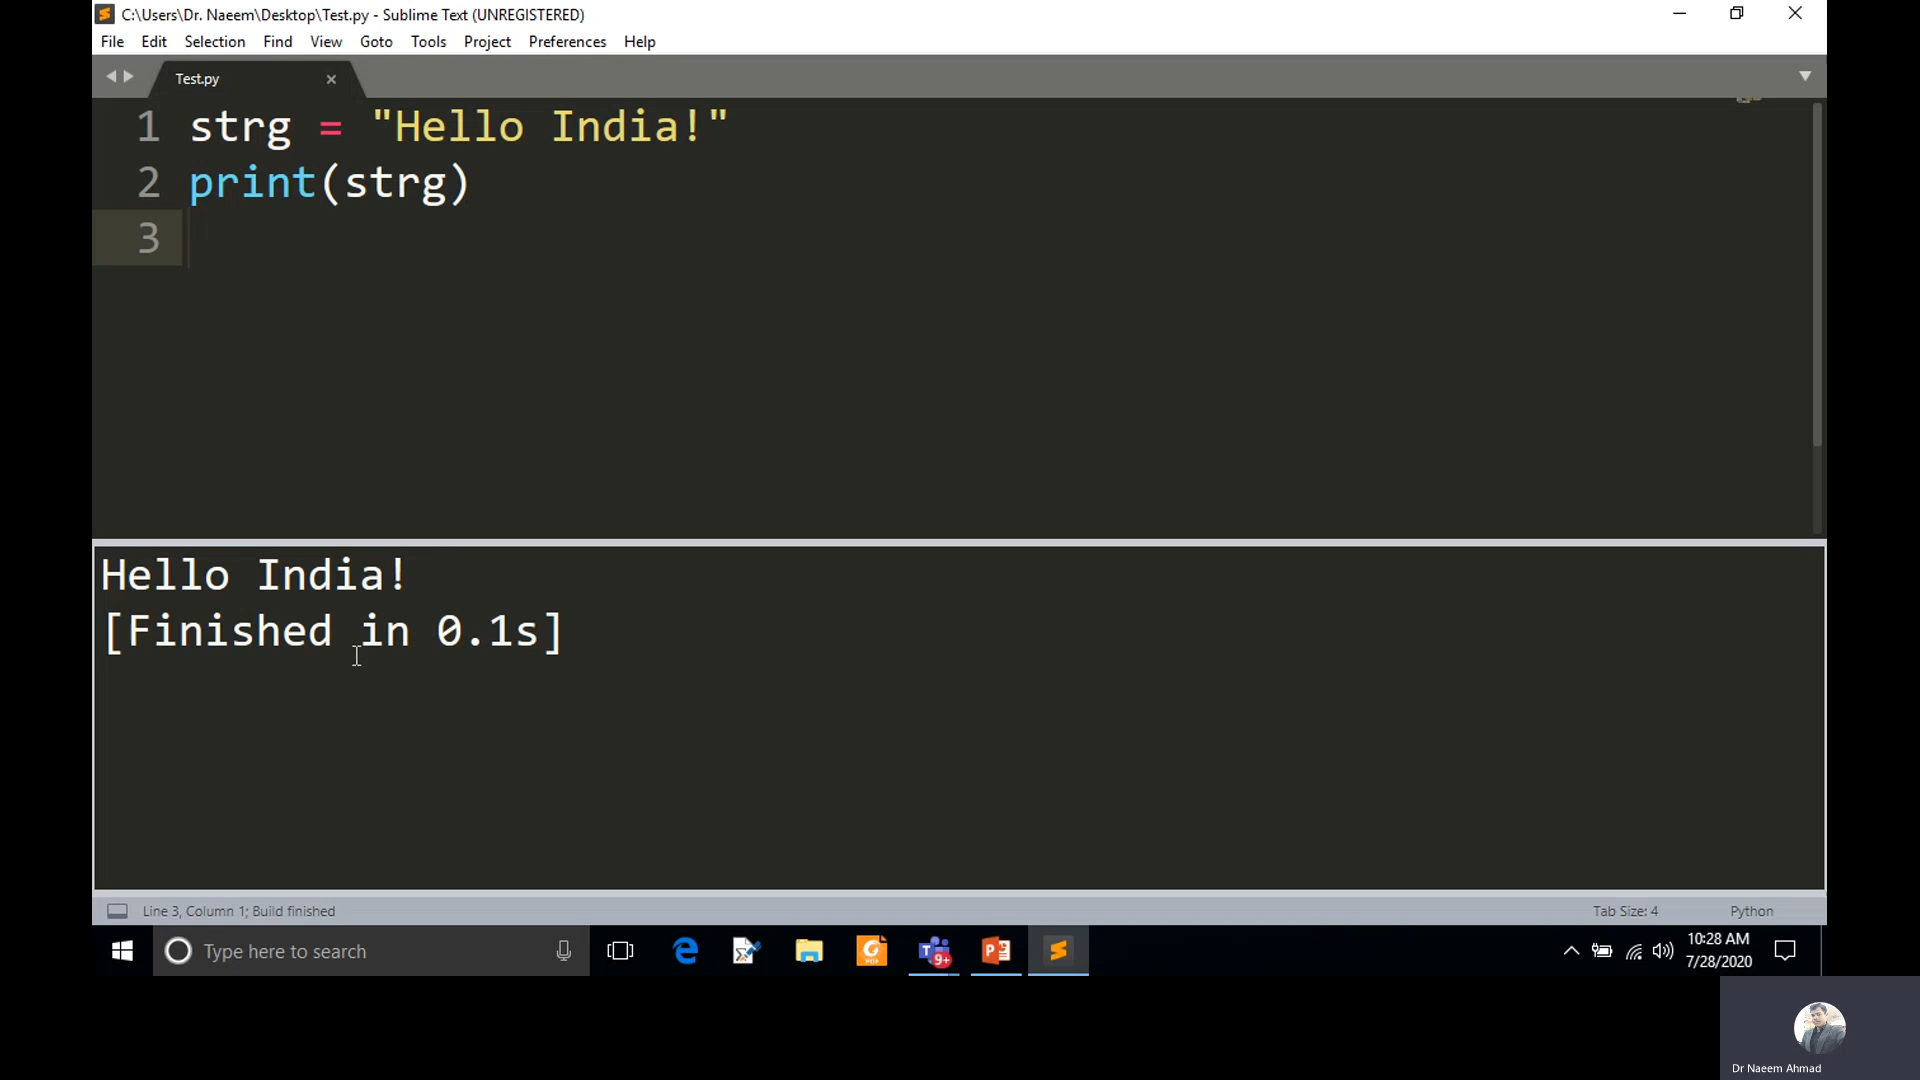 C:\Users\Dr. Naeem\Desktop\Test.py - Sublime Text (UNREGISTERED)
File Edit Selection Find View Goto Tools Project Preferences Help
Test.py
1 strg = "Hello India!"
2 print(strg)
3
Hello India!
[Finished in 0.1s]
Line 3, Column 1; Build finished Tab Size: 4 Python
Type here to search
9+
PDF
10:28 AM
7/28/2020
Dr Naeem Ahmad